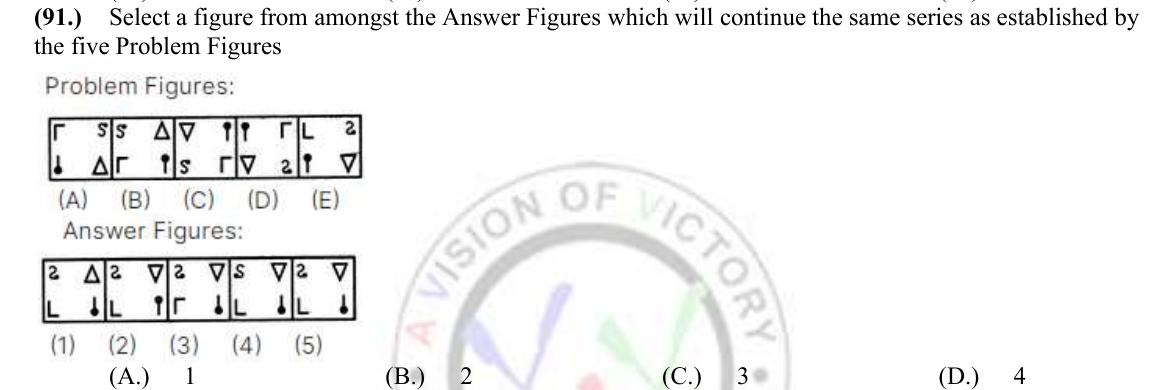 (91.) Select a figure from amongst the Answer Figures which will continue the same series as established by
the five Problem Figures
Problem Figures:
(A) (B) (C) (D) (E)
Answer Figures:
(1) (2) (3) (4) (5)
(A.) 1 (B.) 2 (C.) 3 (D.) 4
A VISION OF VICTORY